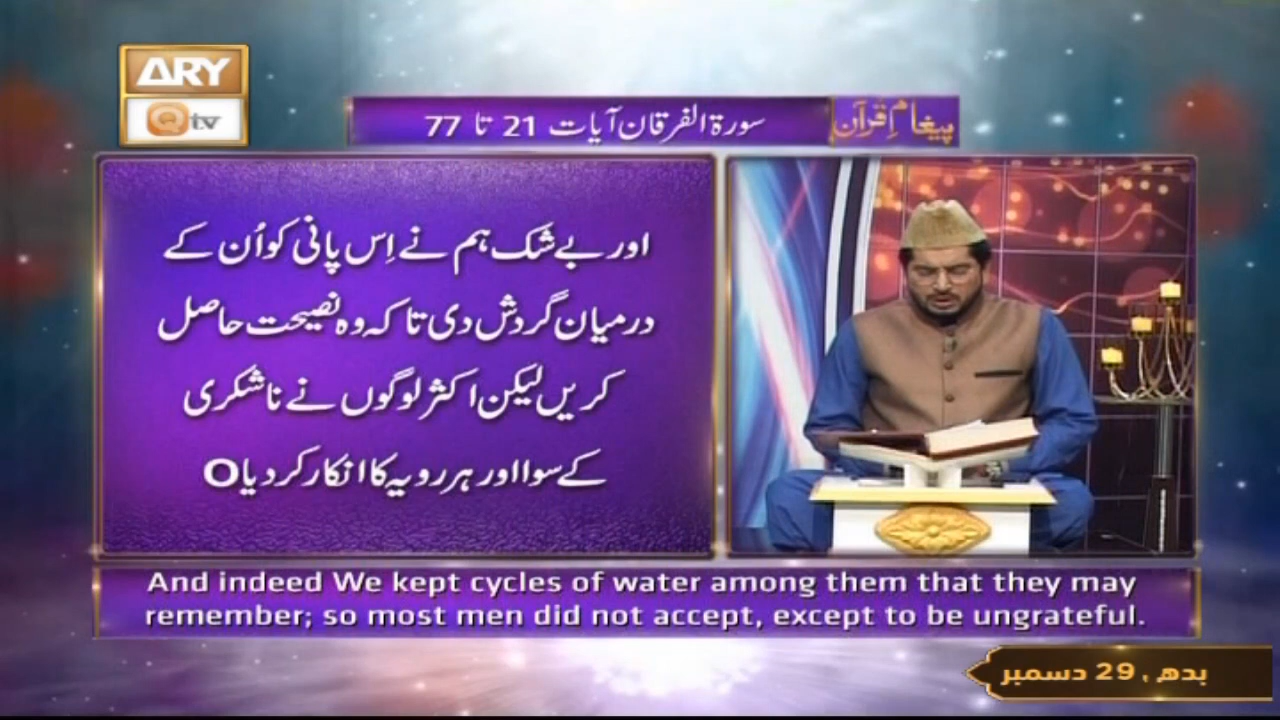 ARY
Qtv
پیغامِ قرآن
سورۃ الفرقان آیات 21 تا 77
اور بے شک ہم نے اِس پانی کو اُن کے
درمیان گردش دی تاکہ وہ نصیحت حاصل
کریں لیکن اکثر لوگوں نے ناشکری
کے سوا اور ہر رویہ کا انکار کر دیاO
And indeed We kept cycles of water among them that they may
remember; so most men did not accept, except to be ungrateful.
بدھ , 29 دسمبر